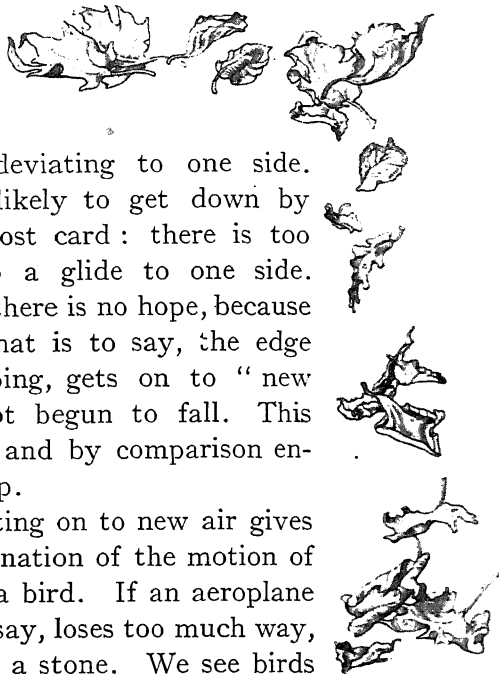 deviating to one side.
likely to get down by
ost card : there is too
a glide to one side.
here is no hope, because
hat is to say, the edge
ping, gets on to “ new
ot begun to fall. This
and by comparison en-
p.
ting on to new air gives
nation of the motion of
a bird. If an aeroplane
say, loses too much way,
a stone. We see birds